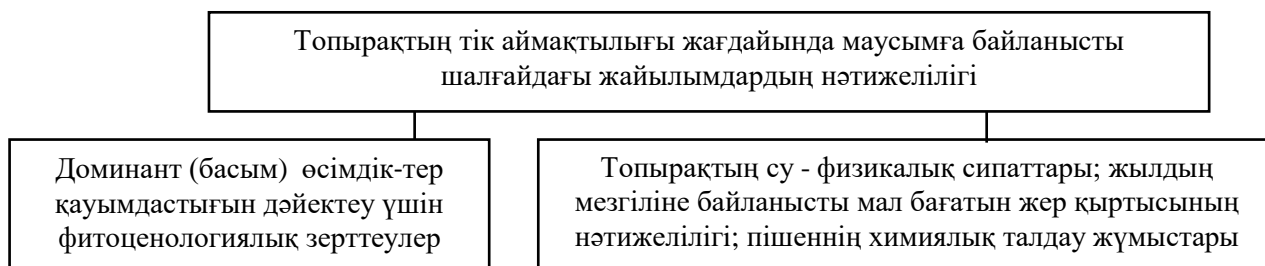 Топырақтың тік аймақтылығы жағдайында маусымға байланысты
шалғайдағы жайылымдардың нәтижелілігі
Доминант (басым) өсімдік-тер
қауымдастығын дәйектеу үшін
фитоценологиялық зерттеулер
Топырақтың су - физикалық сипаттары; жылдың
мезгіліне байланысты мал бағатын жер қыртысының
нәтижелілігі; пішеннің химиялық талдау жұмыстары